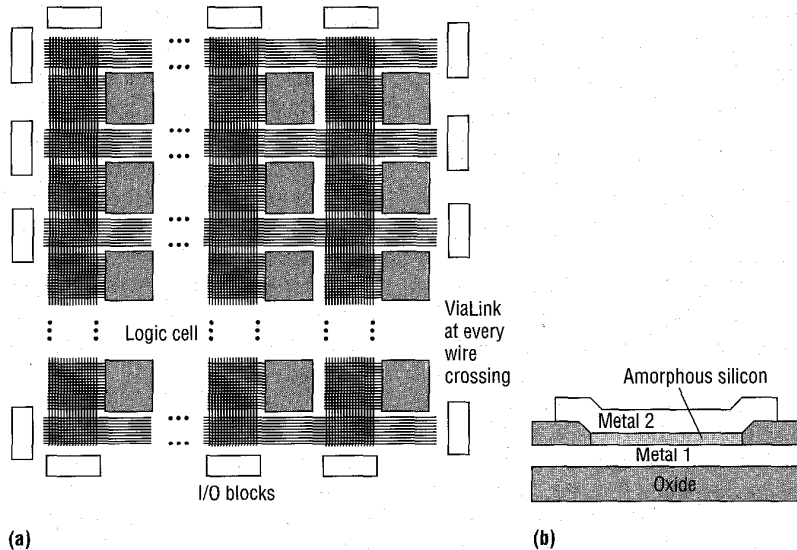 Logic cell
ViaLink
at every
wire
crossing
I/O blocks
(a)
Amorphous silicon
Metal 2
Metal 1
Oxide
(b)